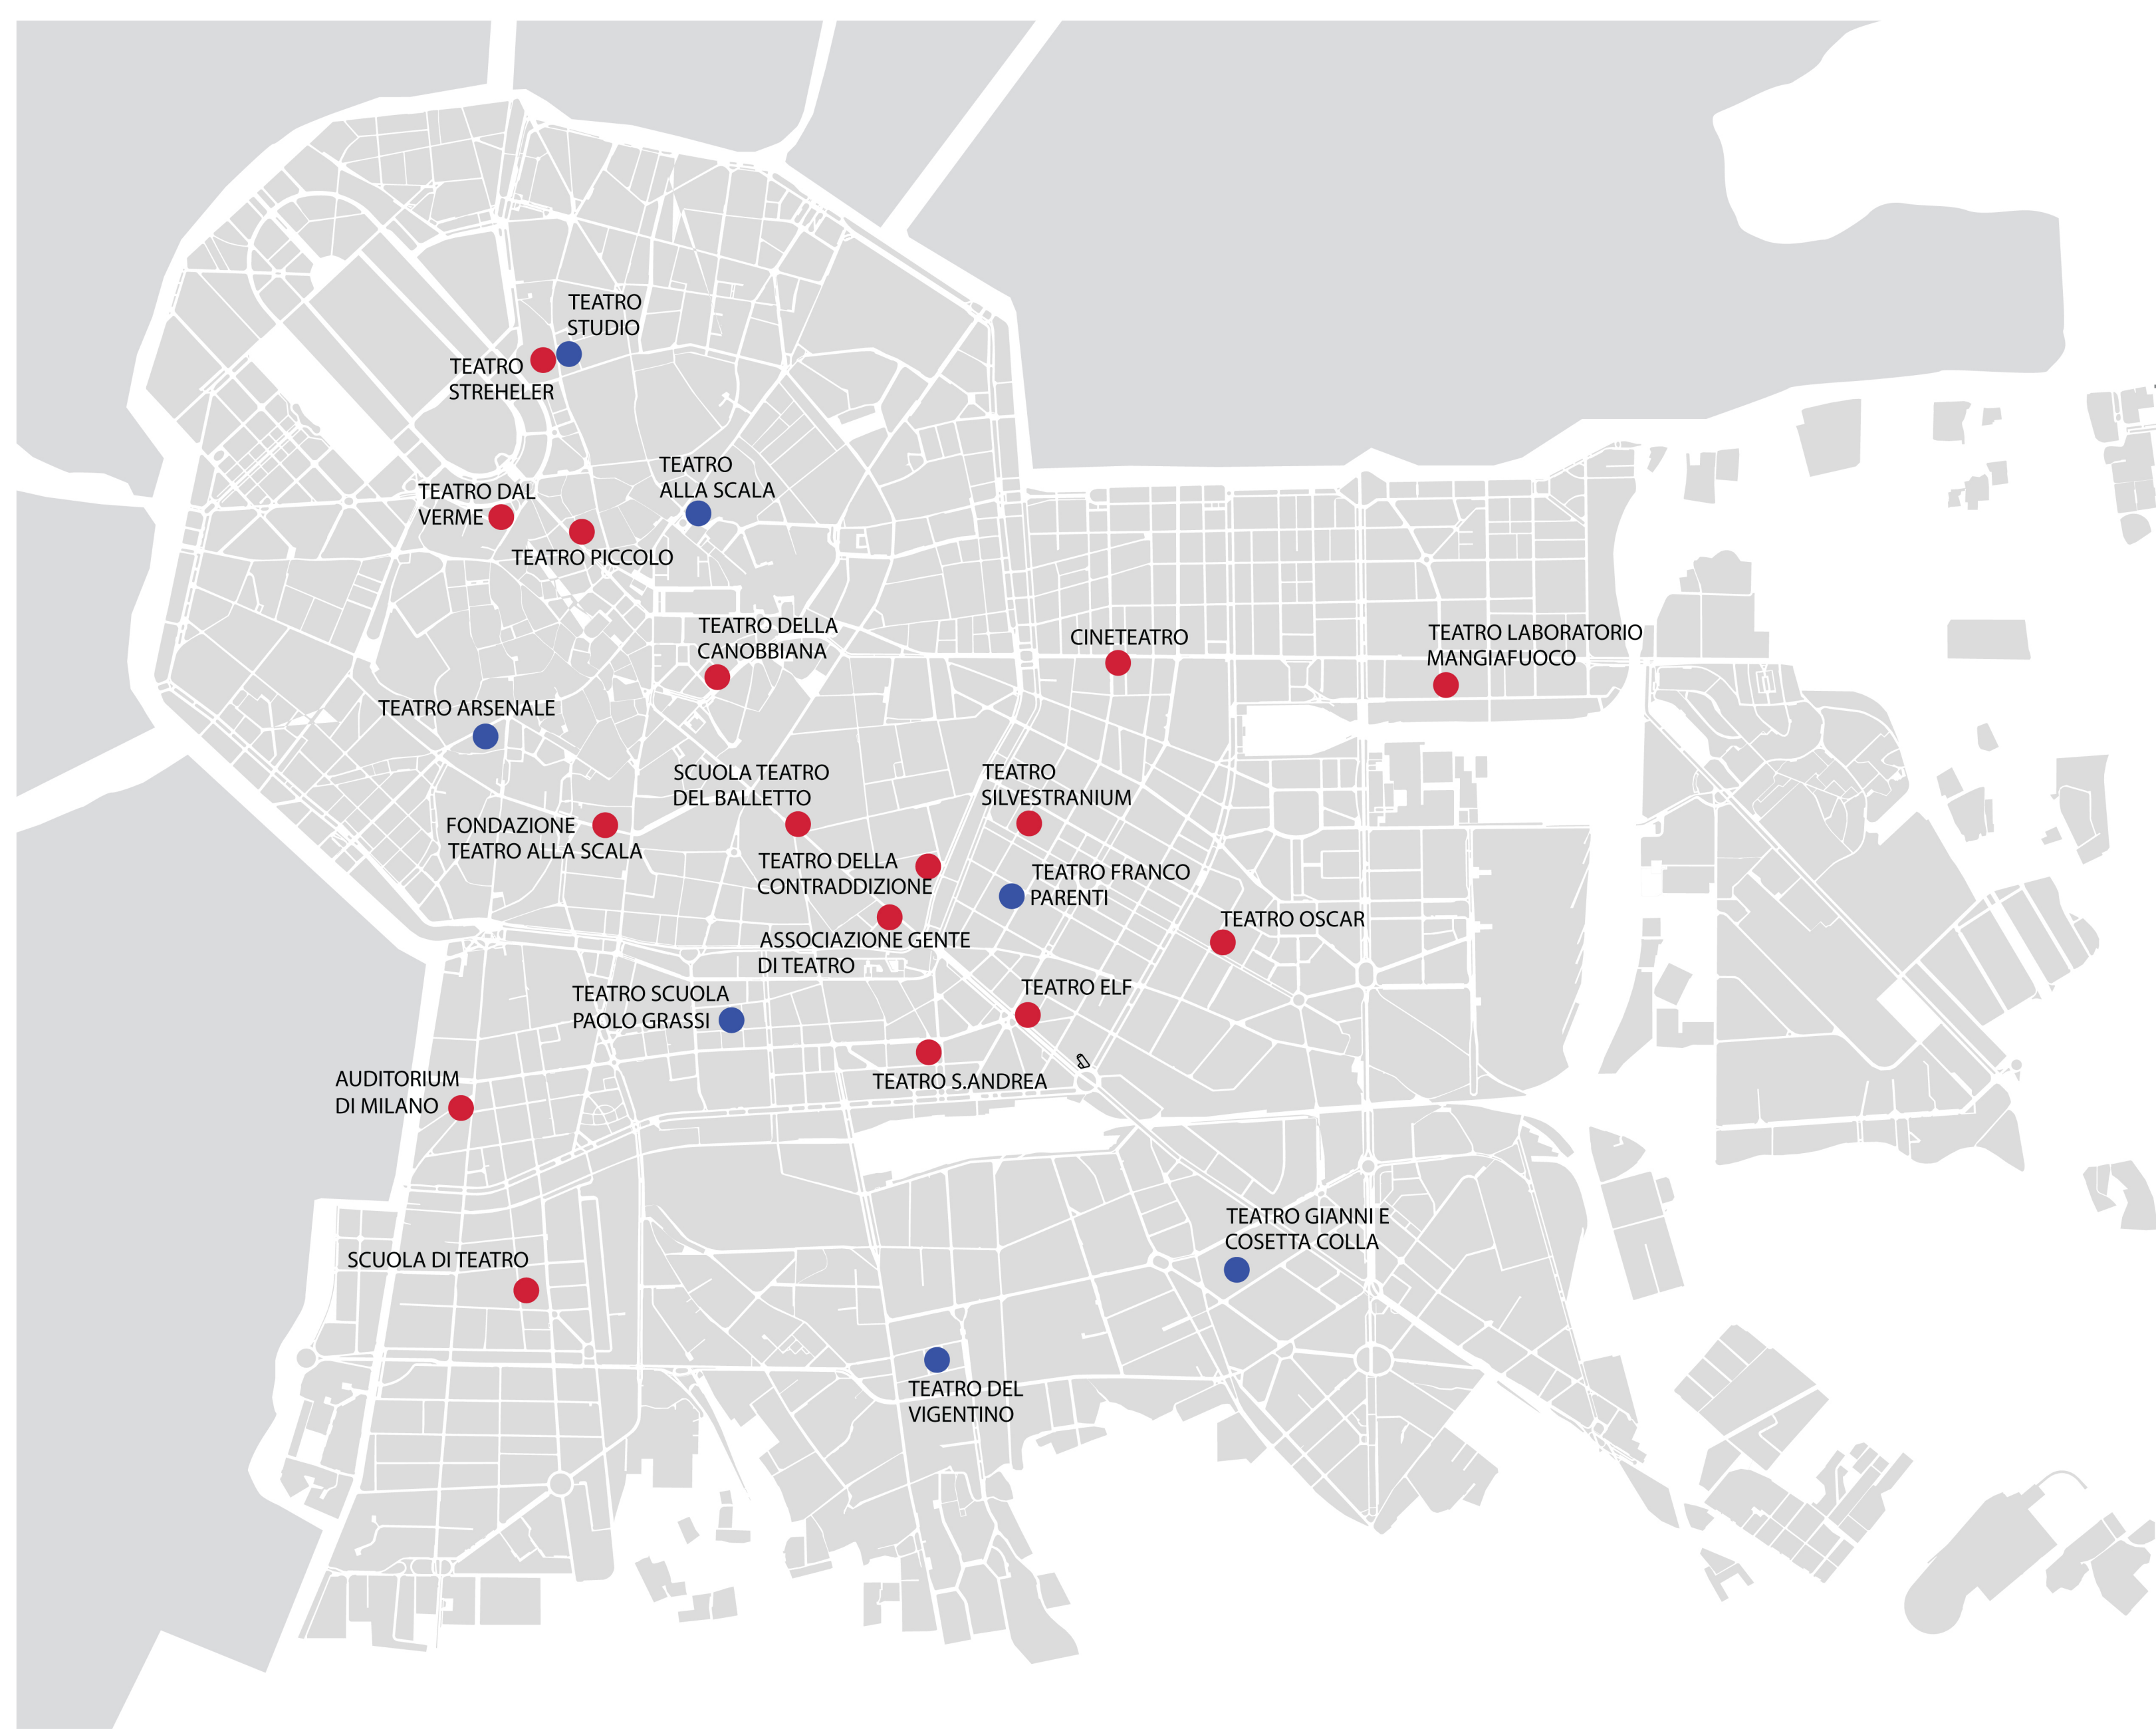 TEATRO
STUDIO
TEATRO
STREHELER
TEATRO
ALLA SCALA
TEATRO DAL
VERME
TEATRO PICCOLO
TEATRO DELLA
CANOBBIANA
CINETEATRO
TEATRO LABORATORIO
MANGIAFUOCO
TEATRO ARSENALE
SCUOLA TEATRO
DEL BALLETTO
TEATRO
SILVESTRANIUM
FONDAZIONE
TEATRO ALLA SCALA
TEATRO DELLA
CONTRADDIZIONE
TEATRO FRANCO
PARENTI
TEATRO OSCAR
ASSOCIAZIONE GENTE
DI TEATRO
TEATRO SCUOLA
PAOLO GRASSI
TEATRO ELF
TEATRO S.ANDREA
AUDITORIUM
DI MILANO
TEATRO GIANNI E
COSETTA COLLA
SCUOLA DI TEATRO
TEATRO DEL
VIGENTINO